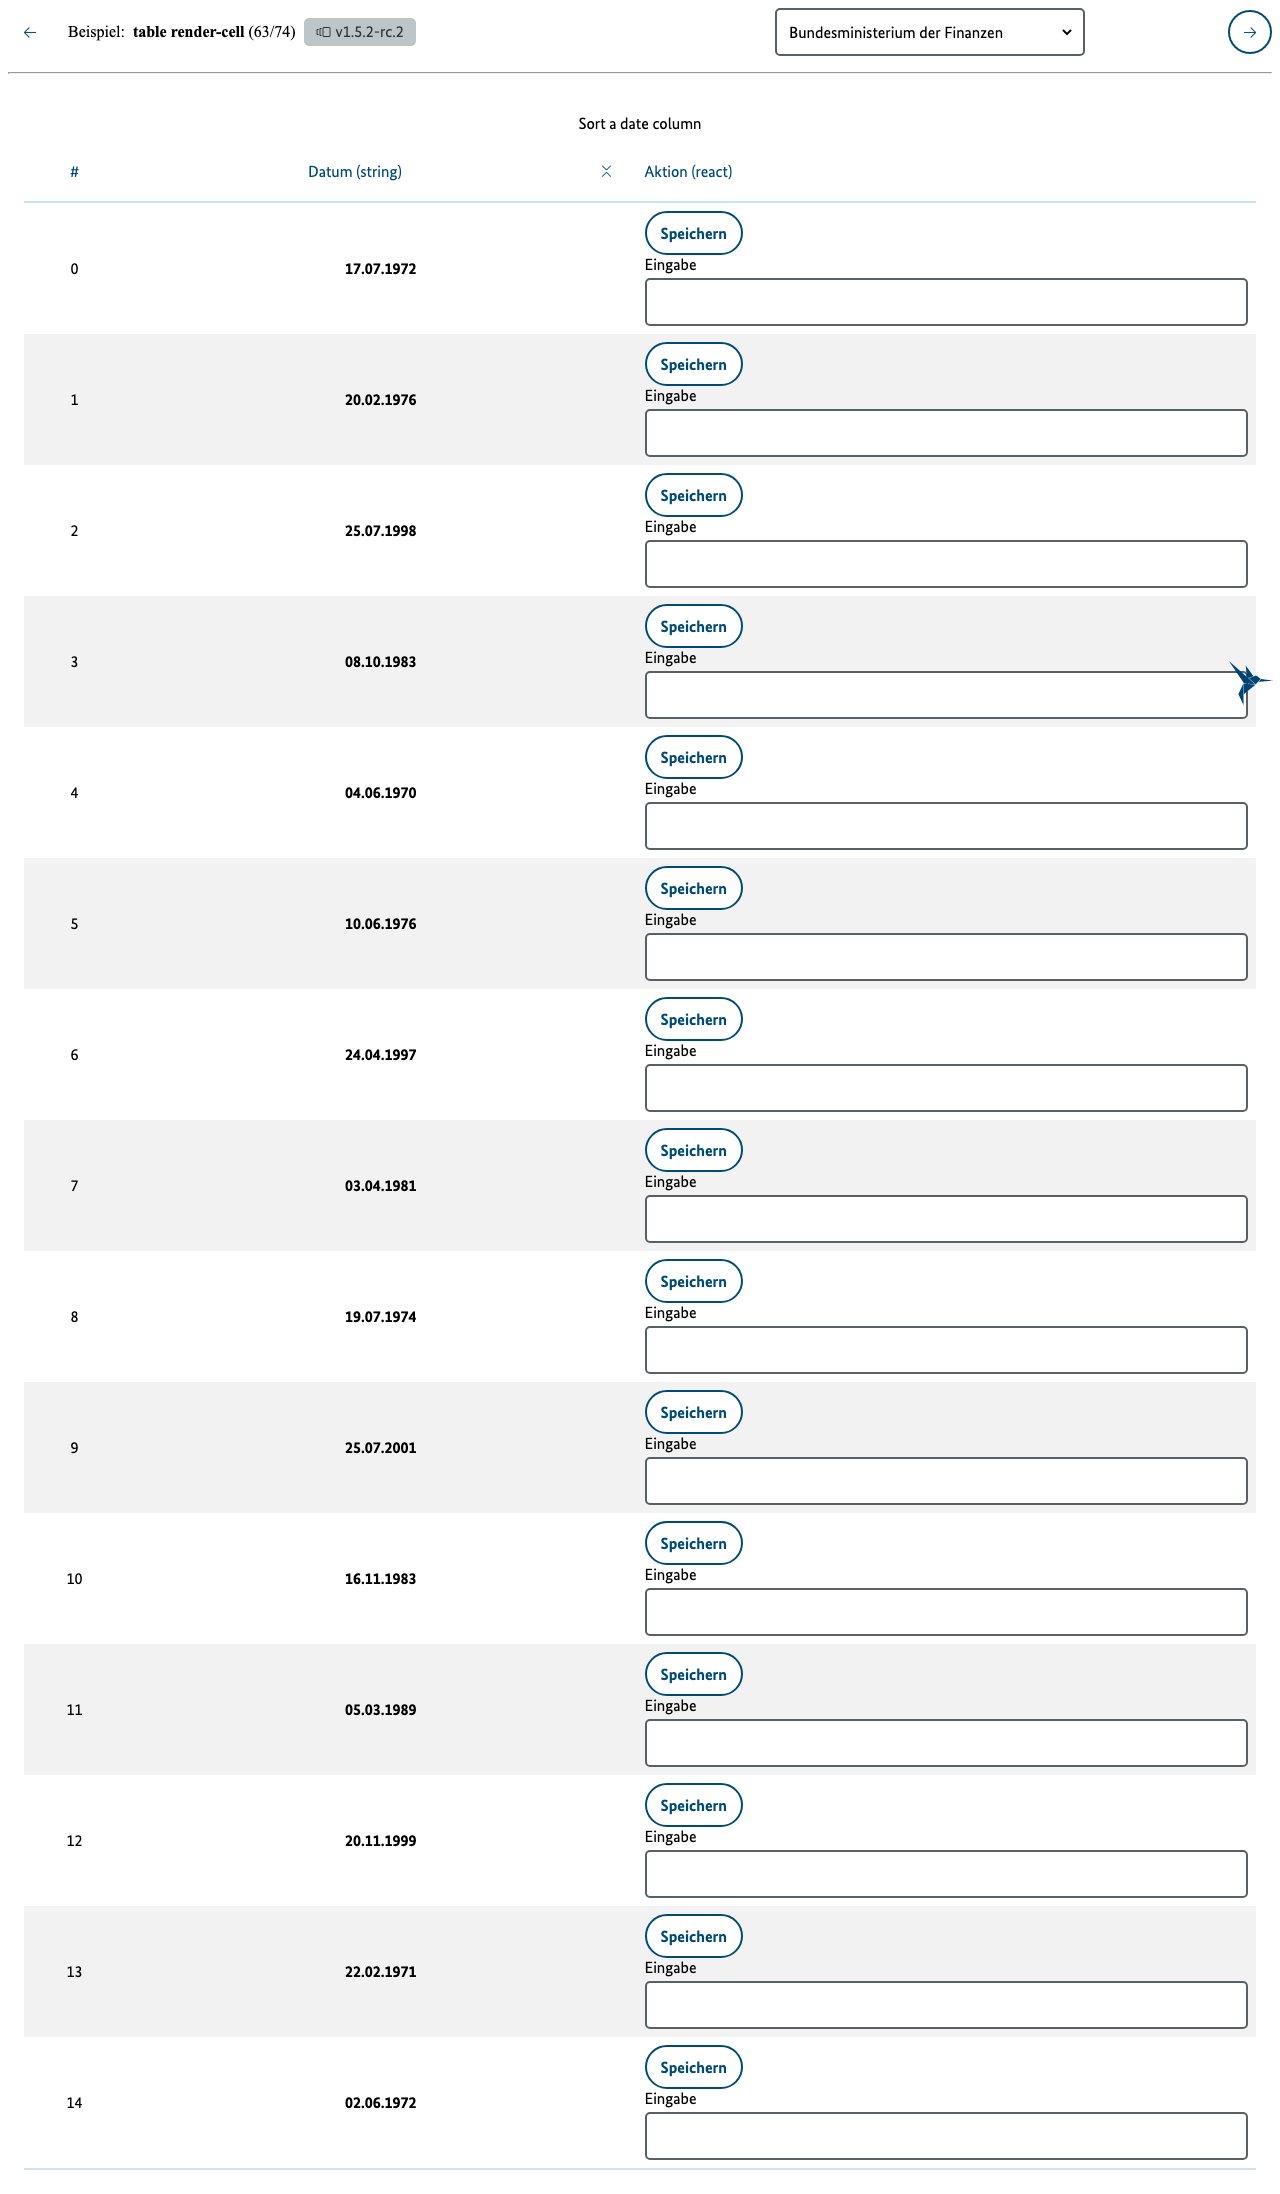 Beispiel: table render-cell (63/74) v1.5.2-rc.2 Bundesministerium der Finanzen
Sort a date column
# Datum (string) Aktion (react)
Speichern
Eingabe
0 17.07.1972
Speichern
Eingabe
1 20.02.1976
Speichern
Eingabe
2 25.07.1998
Speichern
Eingabe
3 08.10.1983
Speichern
Eingabe
4 04.06.1970
Speichern
Eingabe
5 10.06.1976
Speichern
Eingabe
6 24.04.1997
Speichern
Eingabe
7 03.04.1981
Speichern
Eingabe
8 19.07.1974
Speichern
Eingabe
9 25.07.2001
Speichern
Eingabe
10 16.11.1983
Speichern
Eingabe
11 05.03.1989
Speichern
Eingabe
12 20.11.1999
Speichern
Eingabe
13 22.02.1971
Speichern
Eingabe
14 02.06.1972